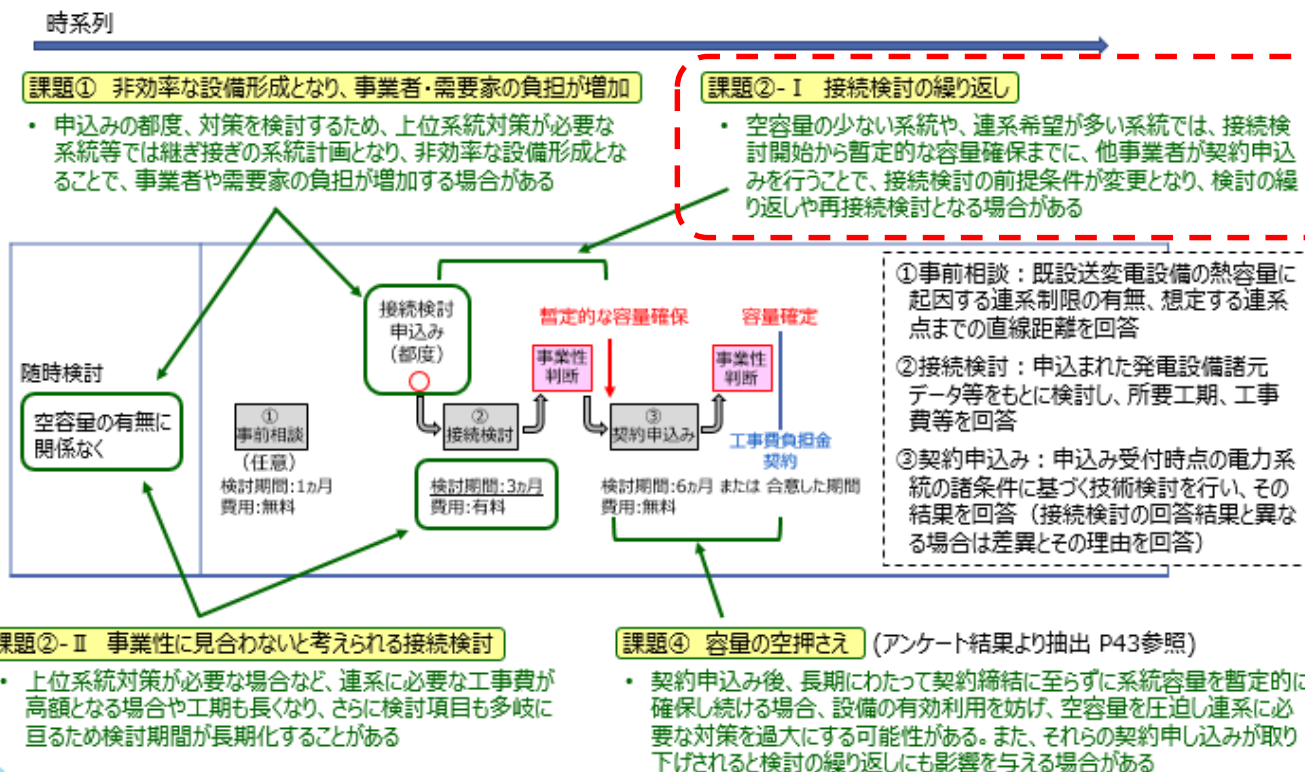 時系列
課題① 非効率な設備形成となり、事業者・需要家の負担が増加
• 申込みの都度、対策を検討するため、上位系統対策が必要な
系統等では継ぎ接ぎの系統計画となり、非効率な設備形成とな
ることで、事業者や需要家の負担が増加する場合がある
課題②-Ⅰ 接続検討の繰り返し
• 空容量の少ない系統や、連系希望が多い系統では、接続検
討開始から暫定的な容量確保までに、他事業者が契約申込
みを行うことで、接続検討の前提条件が変更となり、検討の繰
り返しや再接続検討となる場合がある
随時検討
空容量の有無に
関係なく
①
事前相談
(任意)
検討期間:1ヵ月
費用:無料
接続検討
申込み
(都度)
②
接続検討
検討期間:3ヵ月
費用:有料
事業性
判断
暫定的な容量確保
③
契約申込み
検討期間:6ヵ月 または 合意した期間
費用:無料
事業性
判断
容量確定
工事費負担金
契約
①事前相談：既設送変電設備の熱容量に
起因する連系制限の有無、想定する連系
点までの直線距離を回答
②接続検討：申込まれた発電設備諸元
データ等をもとに検討し、所要工期、工事
費等を回答
③契約申込み：申込み受付時点の電力系
統の諸条件に基づく技術検討を行い、その
結果を回答（接続検討の回答結果と異な
る場合は差異とその理由を回答）
課題②-Ⅱ 事業性に見合わないと考えられる接続検討
• 上位系統対策が必要な場合など、連系に必要な工事費が
高額となる場合や工期も長くなり、さらに検討項目も多岐に
亘るため検討期間が長期化することがある
課題④ 容量の空押さえ (アンケート結果より抽出 P43参照)
• 契約申込み後、長期にわたって契約締結に至らずに系統容量を暫定的に
確保し続ける場合、設備の有効利用を妨げ、空容量を圧迫し連系に必
要な対策を過大にする可能性がある。また、それらの契約申し込みが取り
下げされると検討の繰り返しにも影響を与える場合がある